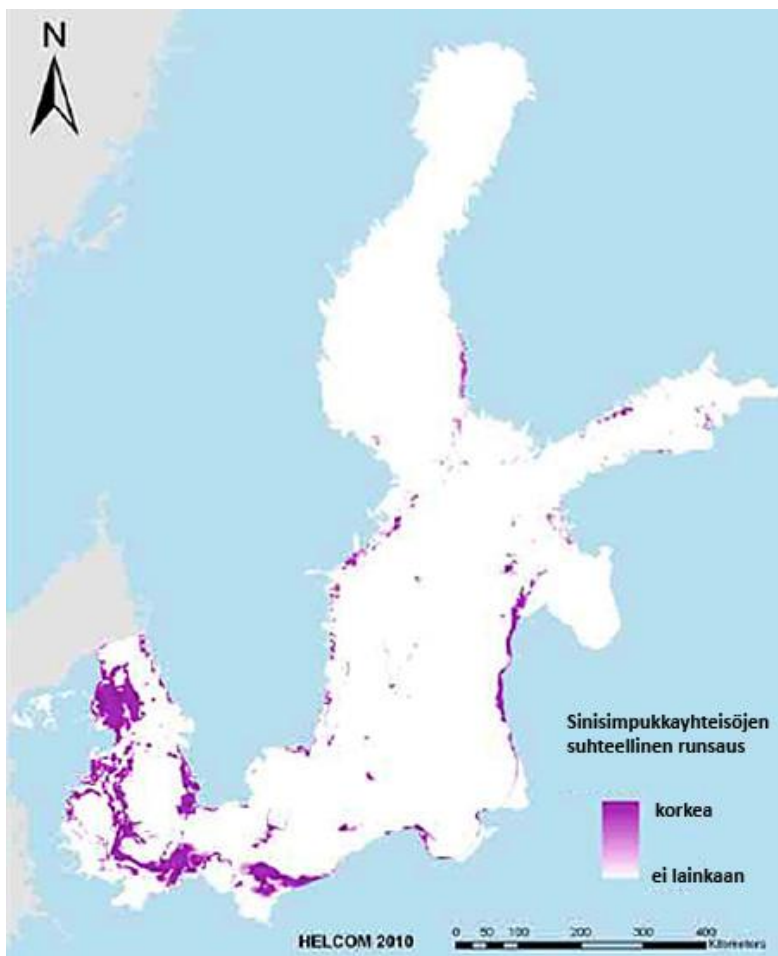 N
Sinisimpukkayhteisöjen
suhteellinen runsaus
korkea
ei lainkaan
HELCOM 2010
0 50 100 200 300 400
Kilometers